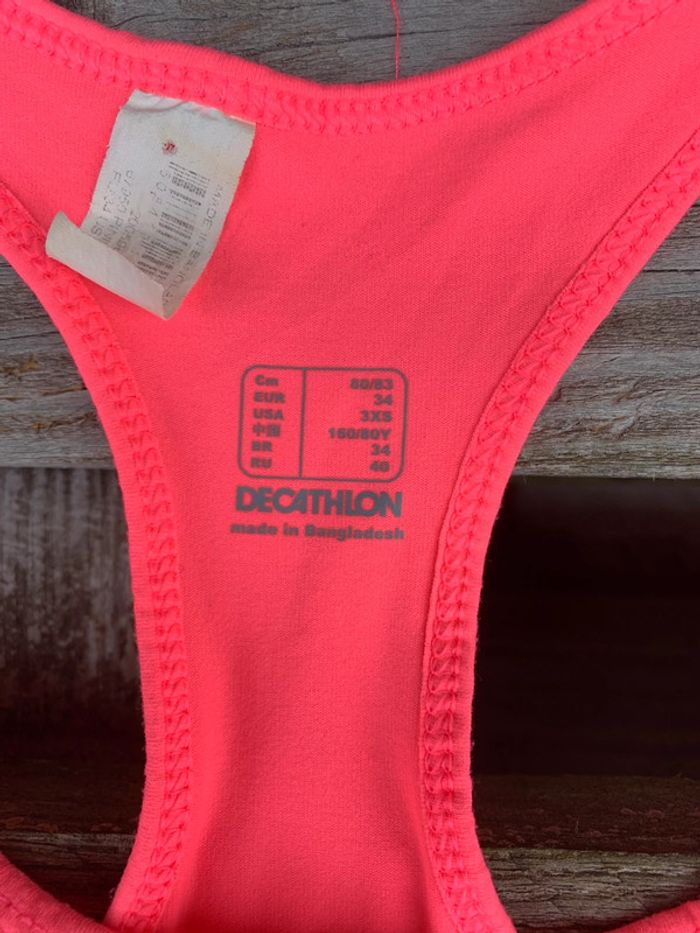 Cm 80/83
EUR 34
USA 3XS
中国 160/80Y
BR 34
RU 40
DECATHLON
made in Bangladesh